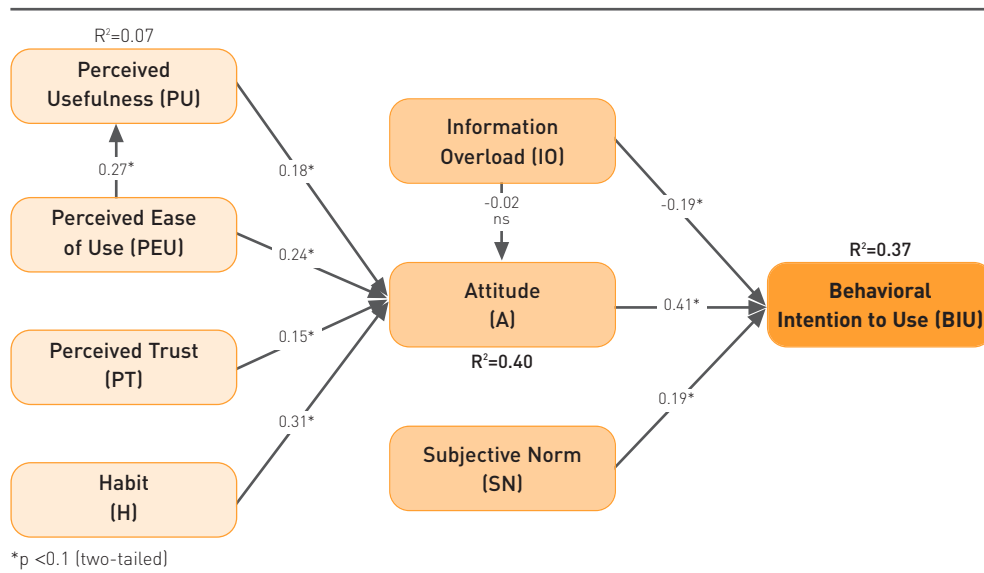 R²=0.07
Perceived
Usefulness (PU)
0.27*
Perceived Ease
of Use (PEU)
Perceived Trust
(PT)
Habit
(H)
0.18*
0.24*
0.15*
0.31*
Information
Overload (IO)
-0.02
ns
Attitude
(A)
R²=0.40
Subjective Norm
(SN)
-0.19*
0.41*
0.19*
R²=0.37
Behavioral
Intention to Use (BIU)
*p <0.1 (two-tailed)